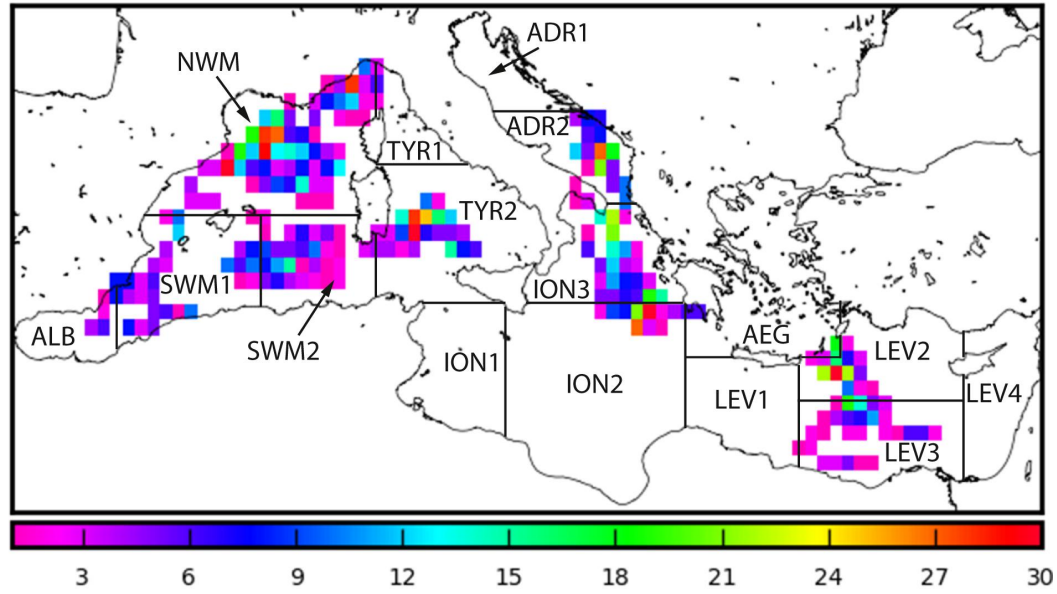 ADR1
NWM
ADR2
TYR1
TYR2
SWM1
ION3
ALB
SWM2
ION1
ION2
AEG
LEV2
LEV1
LEV4
LEV3
3 6 9 12 15 18 21 24 27 30